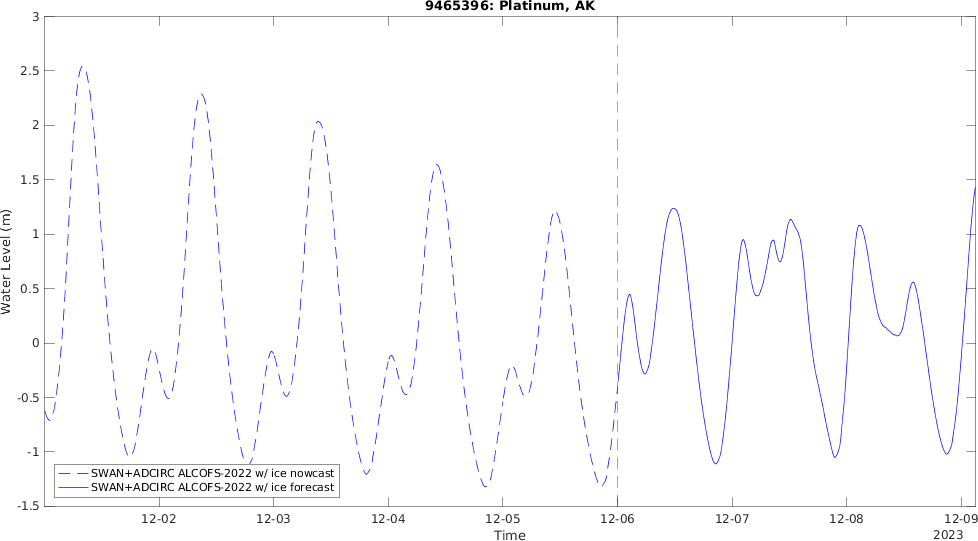 9465396: Platinum, AK
3
2.5
2
1.5
1
0.5
0
-0.5
-1
-1.5
Water Level (m)
SWAN+ADCIRC ALCOFS-2022 w/ ice nowcast
SWAN+ADCIRC ALCOFS-2022 w/ ice forecast
12-02 12-03 12-04 12-05 12-06 12-07 12-08 12-09
Time
2023